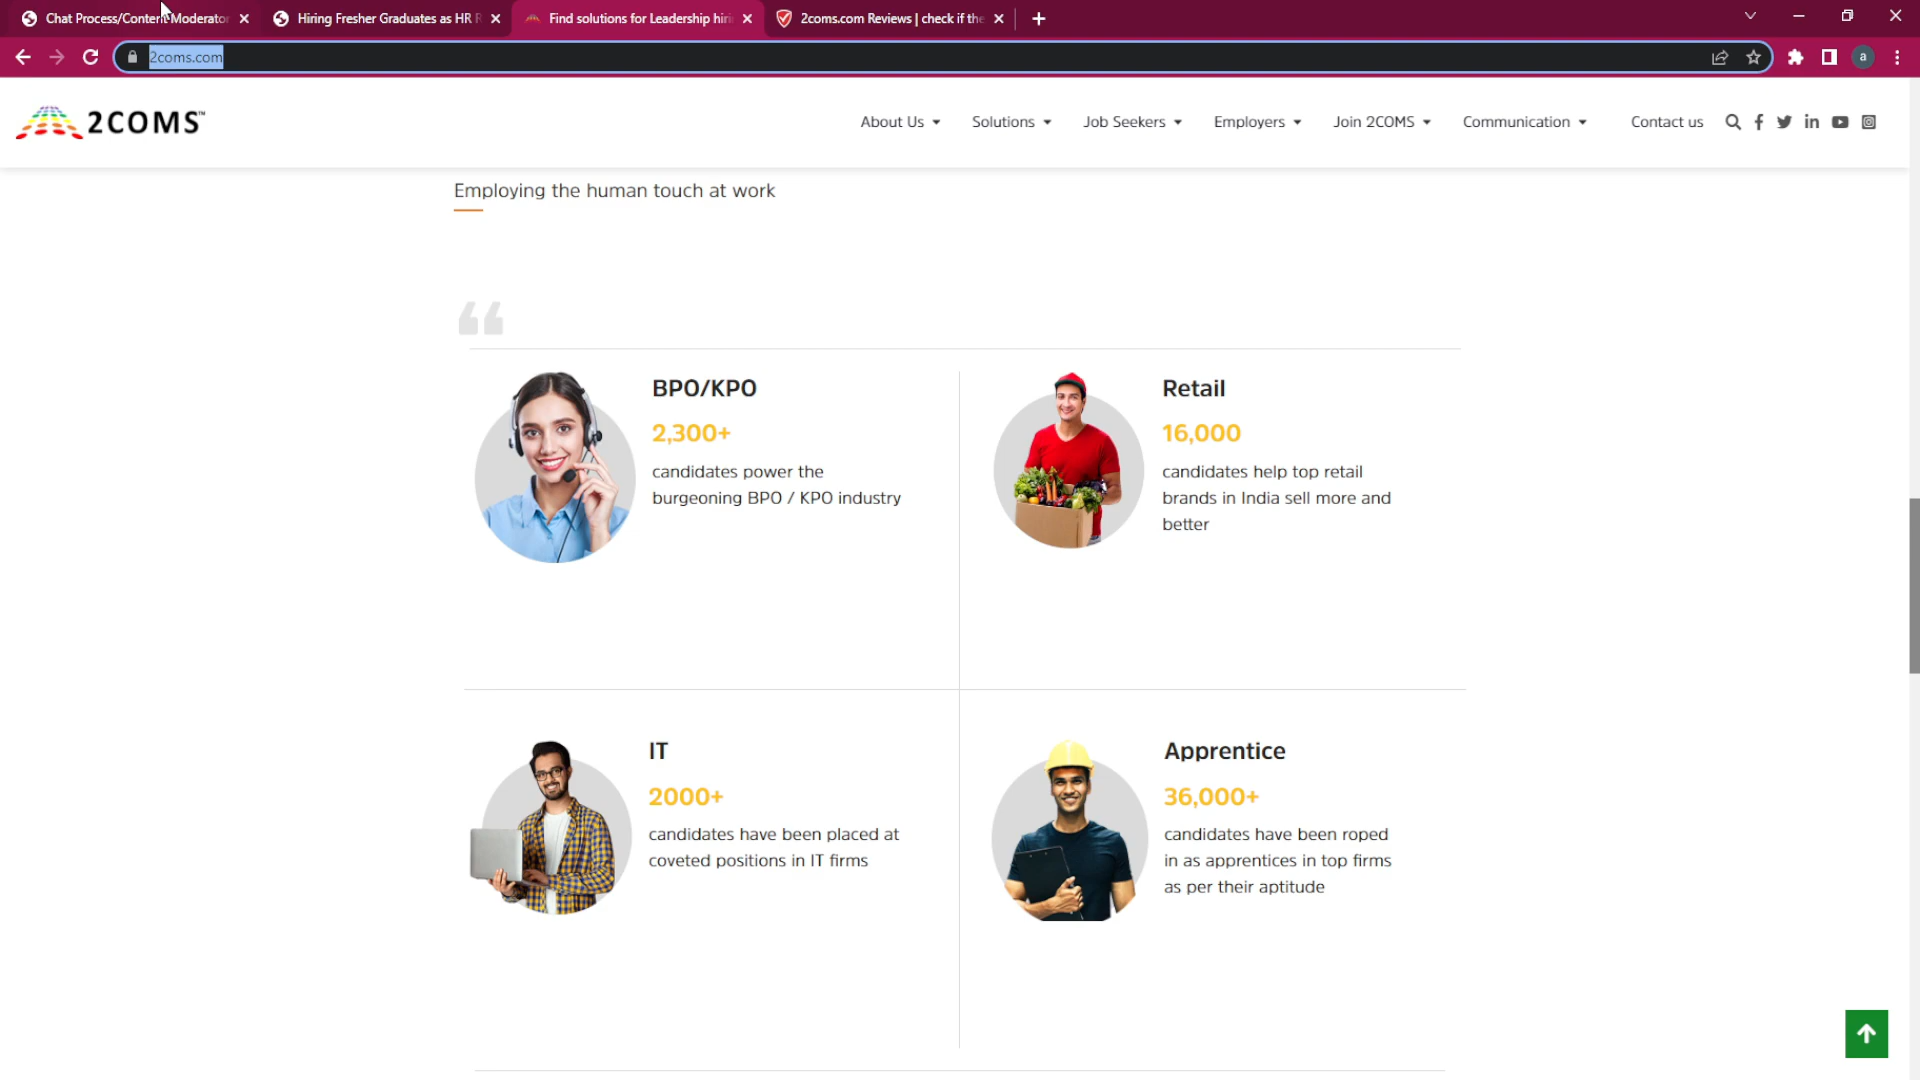 Chat Process/Content Moderator
Hiring Fresher Graduates as HR R
Find solutions for Leadership hiri
2coms.com Reviews | check if the
2coms.com
a
2COMS™
About Us
Solutions
Job Seekers
Employers
Join 2COMS
Communication
Contact us
Employing the human touch at work
“
BPO/KPO
2,300+
candidates power the
burgeoning BPO / KPO industry
Retail
16,000
candidates help top retail
brands in India sell more and
better
IT
2000+
candidates have been placed at
coveted positions in IT firms
Apprentice
36,000+
candidates have been roped
in as apprentices in top firms
as per their aptitude